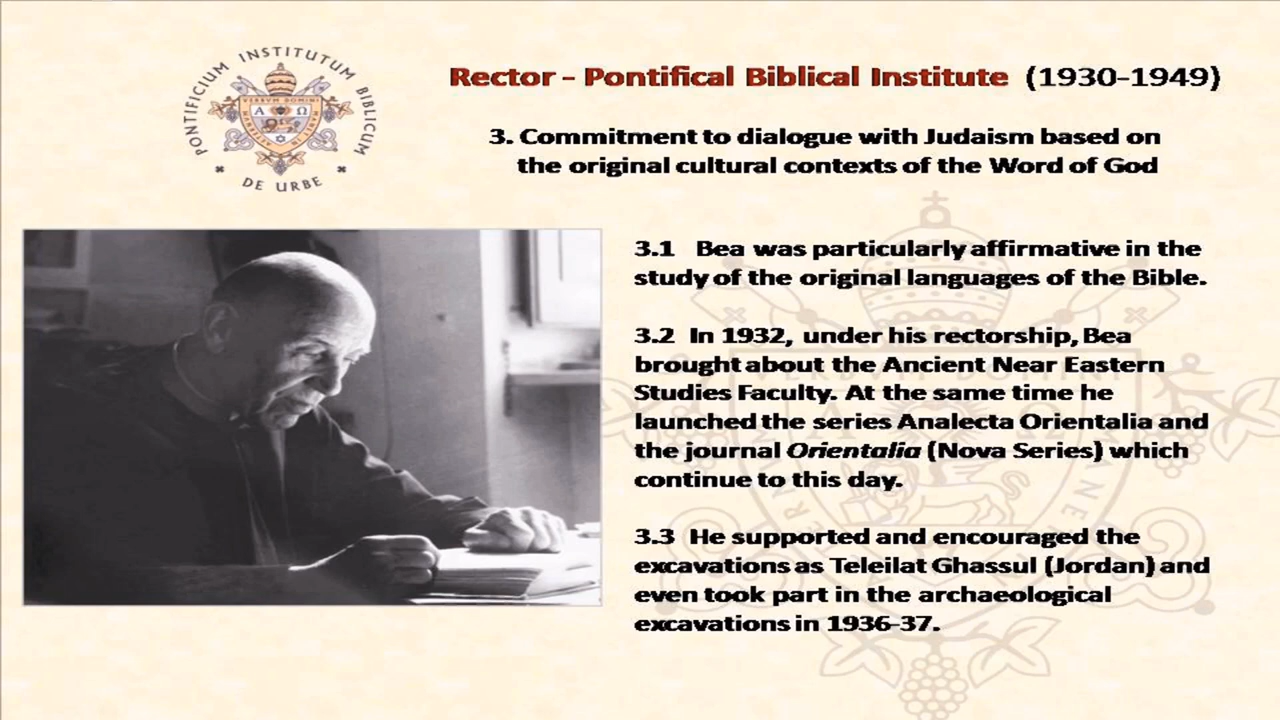 PONTIFICIUM INSTITUTUM BIBLICUM
DE URBE
VERBVM DOMINI
A Ω
Rector - Pontifical Biblical Institute (1930-1949)
3. Commitment to dialogue with Judaism based on
the original cultural contexts of the Word of God
3.1 Bea was particularly affirmative in the
study of the original languages of the Bible.
3.2 In 1932, under his rectorship, Bea
brought about the Ancient Near Eastern
Studies Faculty. At the same time he
launched the series Analecta Orientalia and
the journal Orientalia (Nova Series) which
continue to this day.
3.3 He supported and encouraged the
excavations as Teleilat Ghassul (Jordan) and
even took part in the archaeological
excavations in 1936-37.